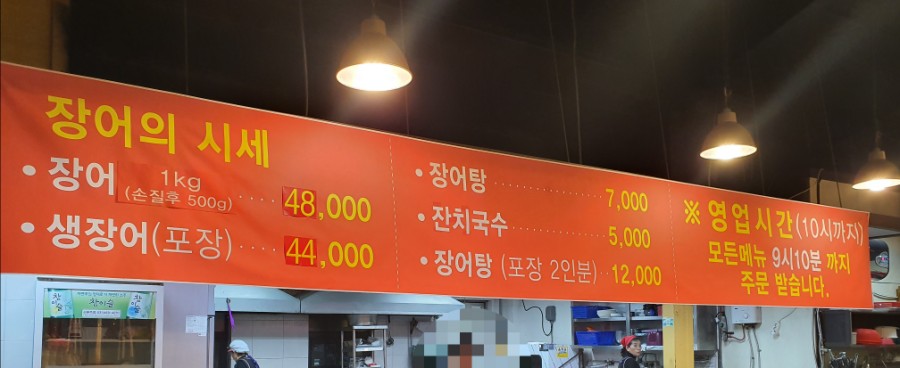 장어의 시세
• 장어 1kg (손질후 500g) 48,000
• 생장어(포장) ···· 44,000
• 장어탕 ············ 7,000
• 잔치국수 ·········· 5,000
• 장어탕 (포장 2인분) ·· 12,000
※ 영업시간(10시까지)
모든메뉴 9시10분 까지
주문 받습니다.